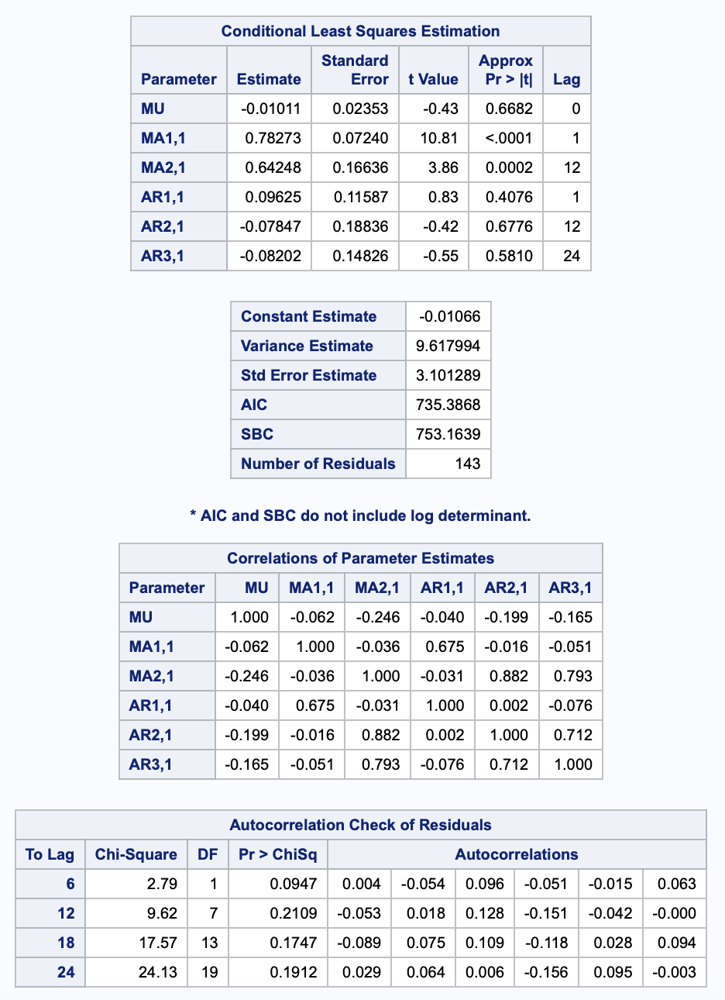 Conditional Least Squares Estimation
Parameter Estimate Standard Error t Value Approx Pr > |t| Lag
MU -0.01011 0.02353 -0.43 0.6682 0
MA1,1 0.78273 0.07240 10.81 <.0001 1
MA2,1 0.64248 0.16636 3.86 0.0002 12
AR1,1 0.09625 0.11587 0.83 0.4076 1
AR2,1 -0.07847 0.18836 -0.42 0.6776 12
AR3,1 -0.08202 0.14826 -0.55 0.5810 24
Constant Estimate -0.01066
Variance Estimate 9.617994
Std Error Estimate 3.101289
AIC 735.3868
SBC 753.1639
Number of Residuals 143
* AIC and SBC do not include log determinant.
Correlations of Parameter Estimates
Parameter MU MA1,1 MA2,1 AR1,1 AR2,1 AR3,1
MU 1.000 -0.062 -0.246 -0.040 -0.199 -0.165
MA1,1 -0.062 1.000 -0.036 0.675 -0.016 -0.051
MA2,1 -0.246 -0.036 1.000 -0.031 0.882 0.793
AR1,1 -0.040 0.675 -0.031 1.000 0.002 -0.076
AR2,1 -0.199 -0.016 0.882 0.002 1.000 0.712
AR3,1 -0.165 -0.051 0.793 -0.076 0.712 1.000
Autocorrelation Check of Residuals
To Lag Chi-Square DF Pr > ChiSq Autocorrelations
6 2.79 1 0.0947 0.004 -0.054 0.096 -0.051 -0.015 0.063
12 9.62 7 0.2109 -0.053 0.018 0.128 -0.151 -0.042 -0.000
18 17.57 13 0.1747 -0.089 0.075 0.109 -0.118 0.028 0.094
24 24.13 19 0.1912 0.029 0.064 0.006 -0.156 0.095 -0.003